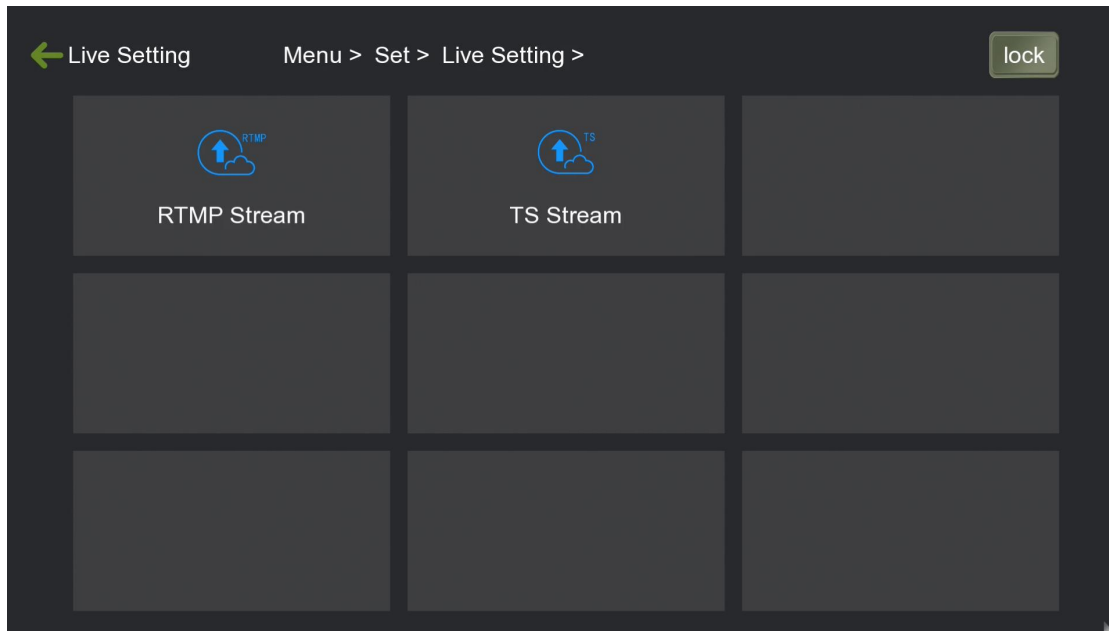 Live Setting Menu > Set > Live Setting > lock
RTMP TS
RTMP Stream TS Stream